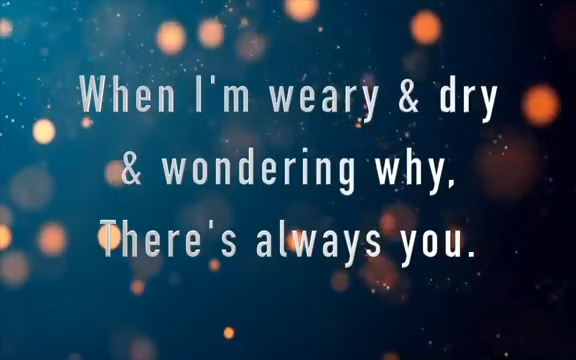 When I'm weary & dry
& wondering why,
There's always you.